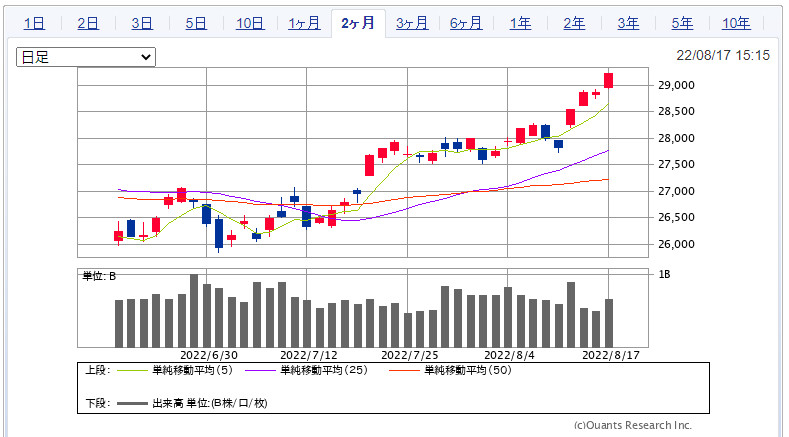 1日 2日 3日 5日 10日 1ヶ月 2ヶ月 3ヶ月 6ヶ月 1年 2年 3年 5年 10年
日足
22/08/17 15:15
29,000
28,500
28,000
27,500
27,000
26,500
26,000
単位: B
1B
2022/6/30 2022/7/12 2022/7/25 2022/8/4 2022/8/17
上段: 単純移動平均(5) 単純移動平均(25) 単純移動平均(50)
下段: 出来高 単位:(B株/口/枚)
(c)Quants Research Inc.